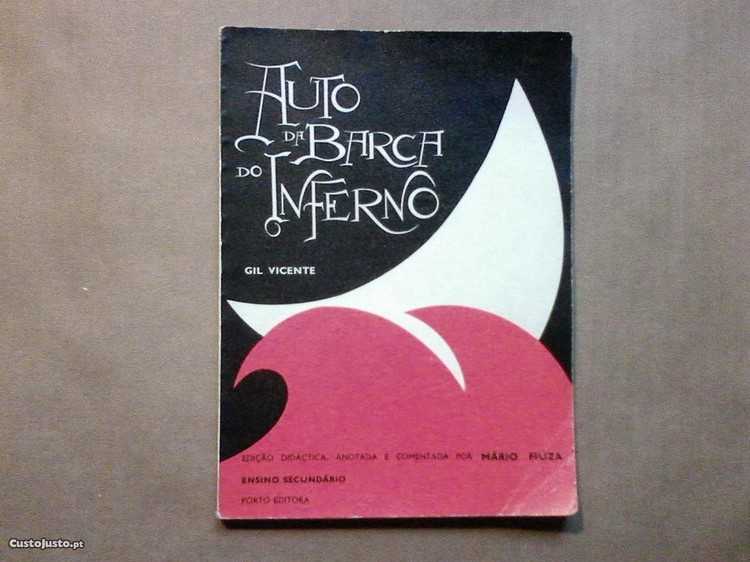 AUTO
DA BARCA
DO INFERNO
GIL VICENTE
EDIÇÃO DIDÁCTICA, ANOTADA E COMENTADA POR MÁRIO FIUZA
ENSINO SECUNDÁRIO
PORTO EDITORA
CustoJusto.pt